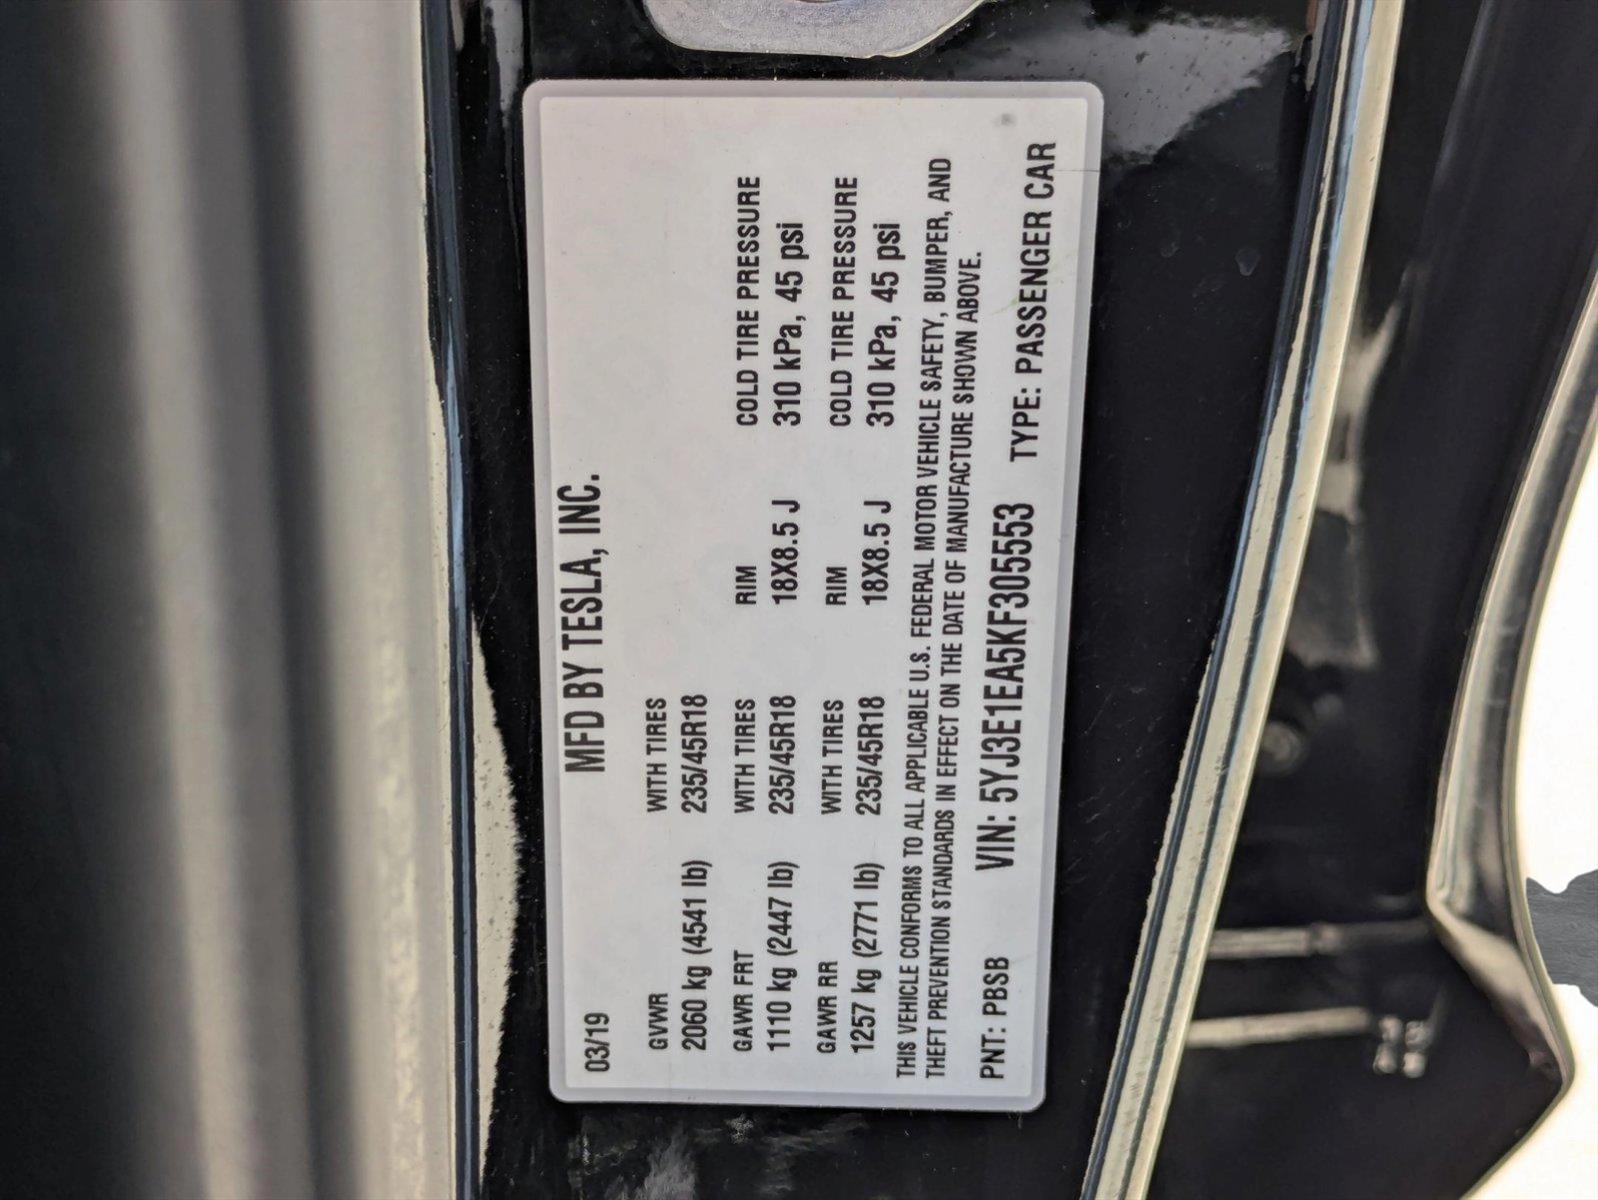 MFD BY TESLA, INC.
03/19
GVWR WITH TIRES
2060 kg (4541 lb) 235/45R18
GAWR FRT WITH TIRES RIM COLD TIRE PRESSURE
1110 kg (2447 lb) 235/45R18 18X8.5 J 310 kPa, 45 psi
GAWR RR WITH TIRES RIM COLD TIRE PRESSURE
1257 kg (2771 lb) 235/45R18 18X8.5 J 310 kPa, 45 psi
THIS VEHICLE CONFORMS TO ALL APPLICABLE U.S. FEDERAL MOTOR VEHICLE SAFETY, BUMPER, AND
THEFT PREVENTION STANDARDS IN EFFECT ON THE DATE OF MANUFACTURE SHOWN ABOVE.
PNT: PBSB VIN: 5YJ3E1EA5KF305553 TYPE: PASSENGER CAR